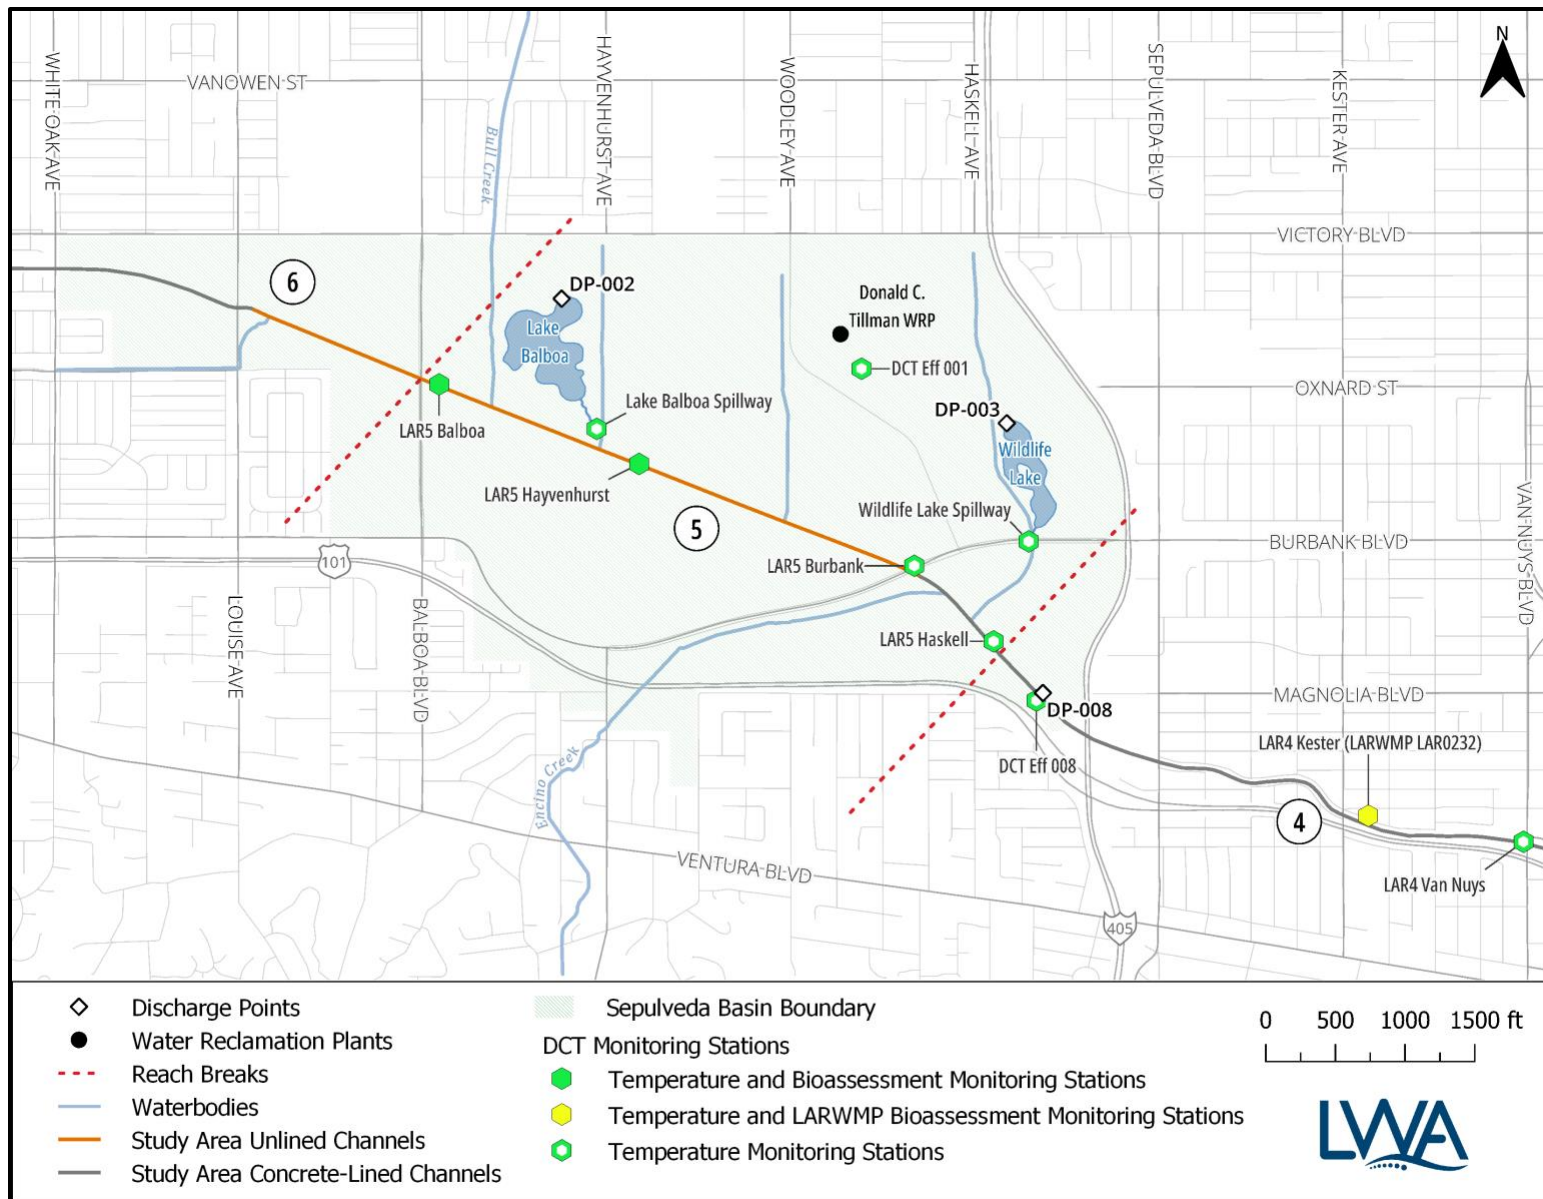 N
WHITE OAK AVE
VANOWEN ST
Bull Creek
HAYVENHURST AVE
WOODLEY AVE
HASKELL AVE
SEPULVEDA BLVD
KESTER AVE
VICTORY BLVD
6
DP-002
Lake
Balboa
Donald C.
Tillman WRP
DCT Eff 001
OXNARD ST
DP-003
Lake Balboa Spillway
LAR5 Balboa
Wildlife
Lake
LAR5 Hayvenhurst
5
Wildlife Lake Spillway
VAN NUYS BLVD
BURBANK BLVD
101
LAR5 Burbank
LOUISE AVE
BALBOA BLVD
LAR5 Haskell
MAGNOLIA BLVD
DP-008
LAR4 Kester (LARWMP LAR0232)
DCT Eff 008
Encino Creek
4
VENTURA BLVD
LAR4 Van Nuys
405
Discharge Points
Water Reclamation Plants
Reach Breaks
Waterbodies
Study Area Unlined Channels
Study Area Concrete-Lined Channels
Sepulveda Basin Boundary
DCT Monitoring Stations
Temperature and Bioassessment Monitoring Stations
Temperature and LARWMP Bioassessment Monitoring Stations
Temperature Monitoring Stations
0 500 1000 1500 ft
LWA